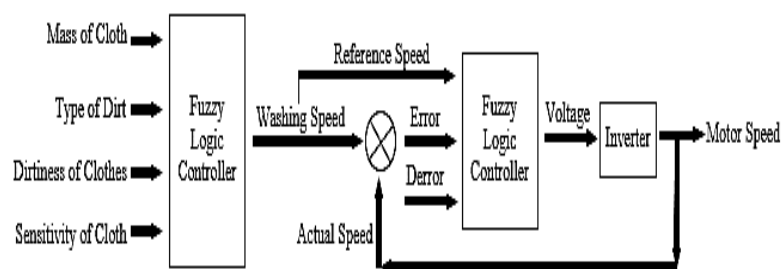 Mass of Cloth
Type of Dirt
Dirtiness of Clothes
Sensitivity of Cloth
Fuzzy
Logic
Controller
Washing Speed
Reference Speed
Error
Derror
Actual Speed
Fuzzy
Logic
Controller
Voltage
Inverter
Motor Speed